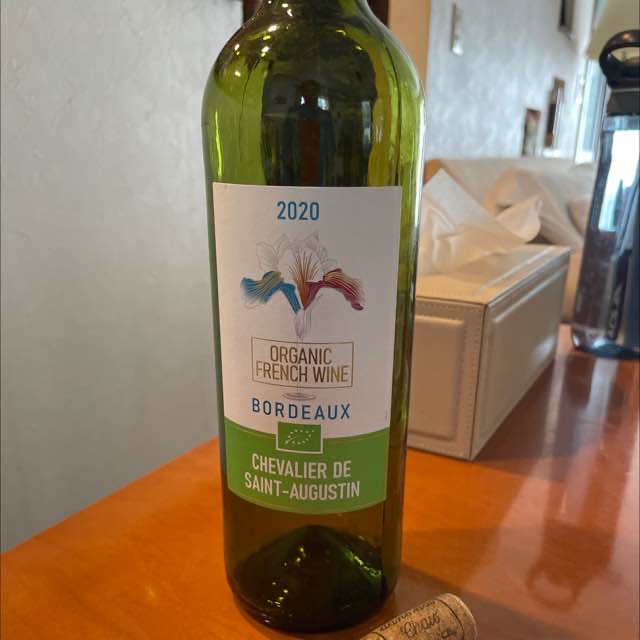 2020
ORGANIC
FRENCH WINE
BORDEAUX
CHEVALIER DE
SAINT-AUGUSTIN